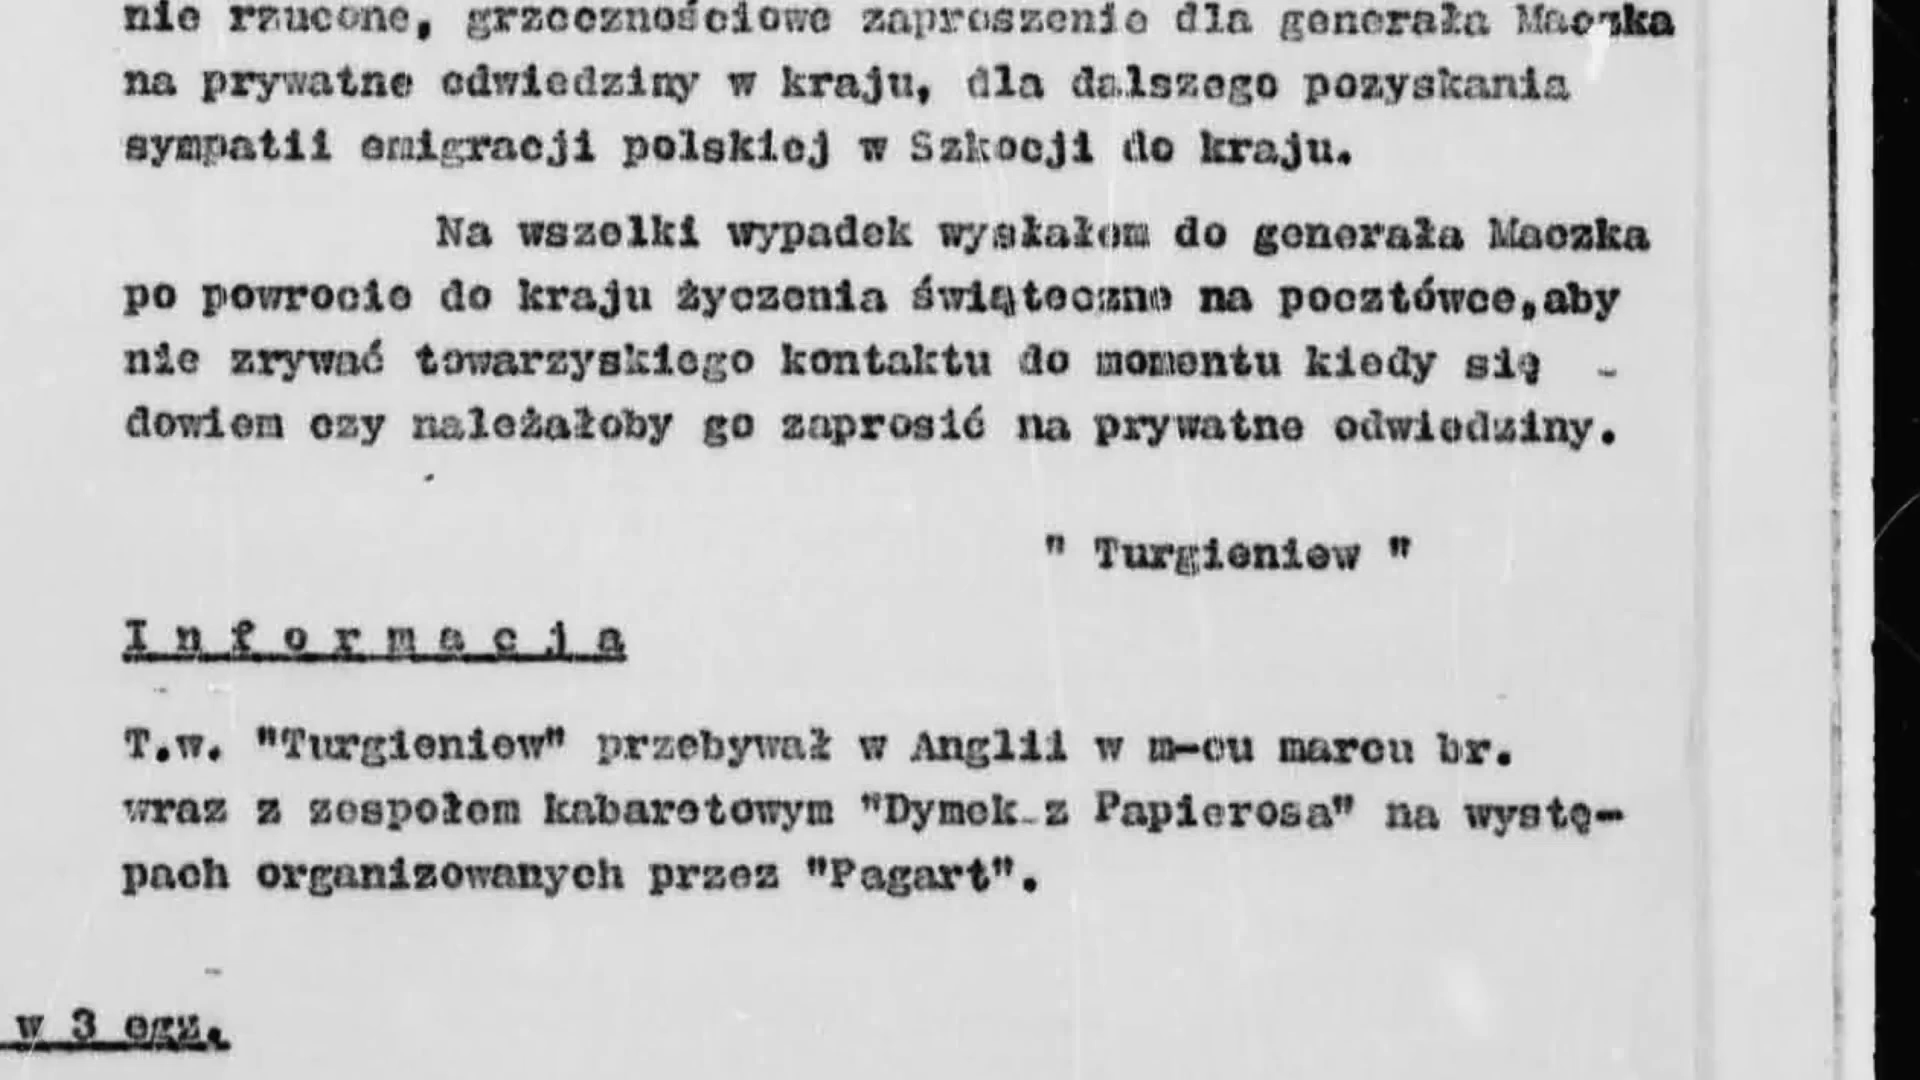 nie rzucone, grzecznościowe zaproszenie dla generała Maczka
na prywatne odwiedziny w kraju, dla dalszego pozyskania
sympatii emigracji polskiej w Szkocji do kraju.
Na wszelki wypadek wysłałem do generała Maczka
po powrocie do kraju życzenia świąteczne na pocztówce,aby
nie zrywać towarzyskiego kontaktu do momentu kiedy się -
dowiem czy należałoby go zaprosić na prywatne odwiedziny.
" Turgieniew "
I n f o r m a c j a
T.w. "Turgieniew" przebywał w Anglii w m-cu marcu br.
wraz z zespołem kabaretowym "Dymek z Papierosa" na wystę-
pach organizowanych przez "Pagart".
w 3 egz.